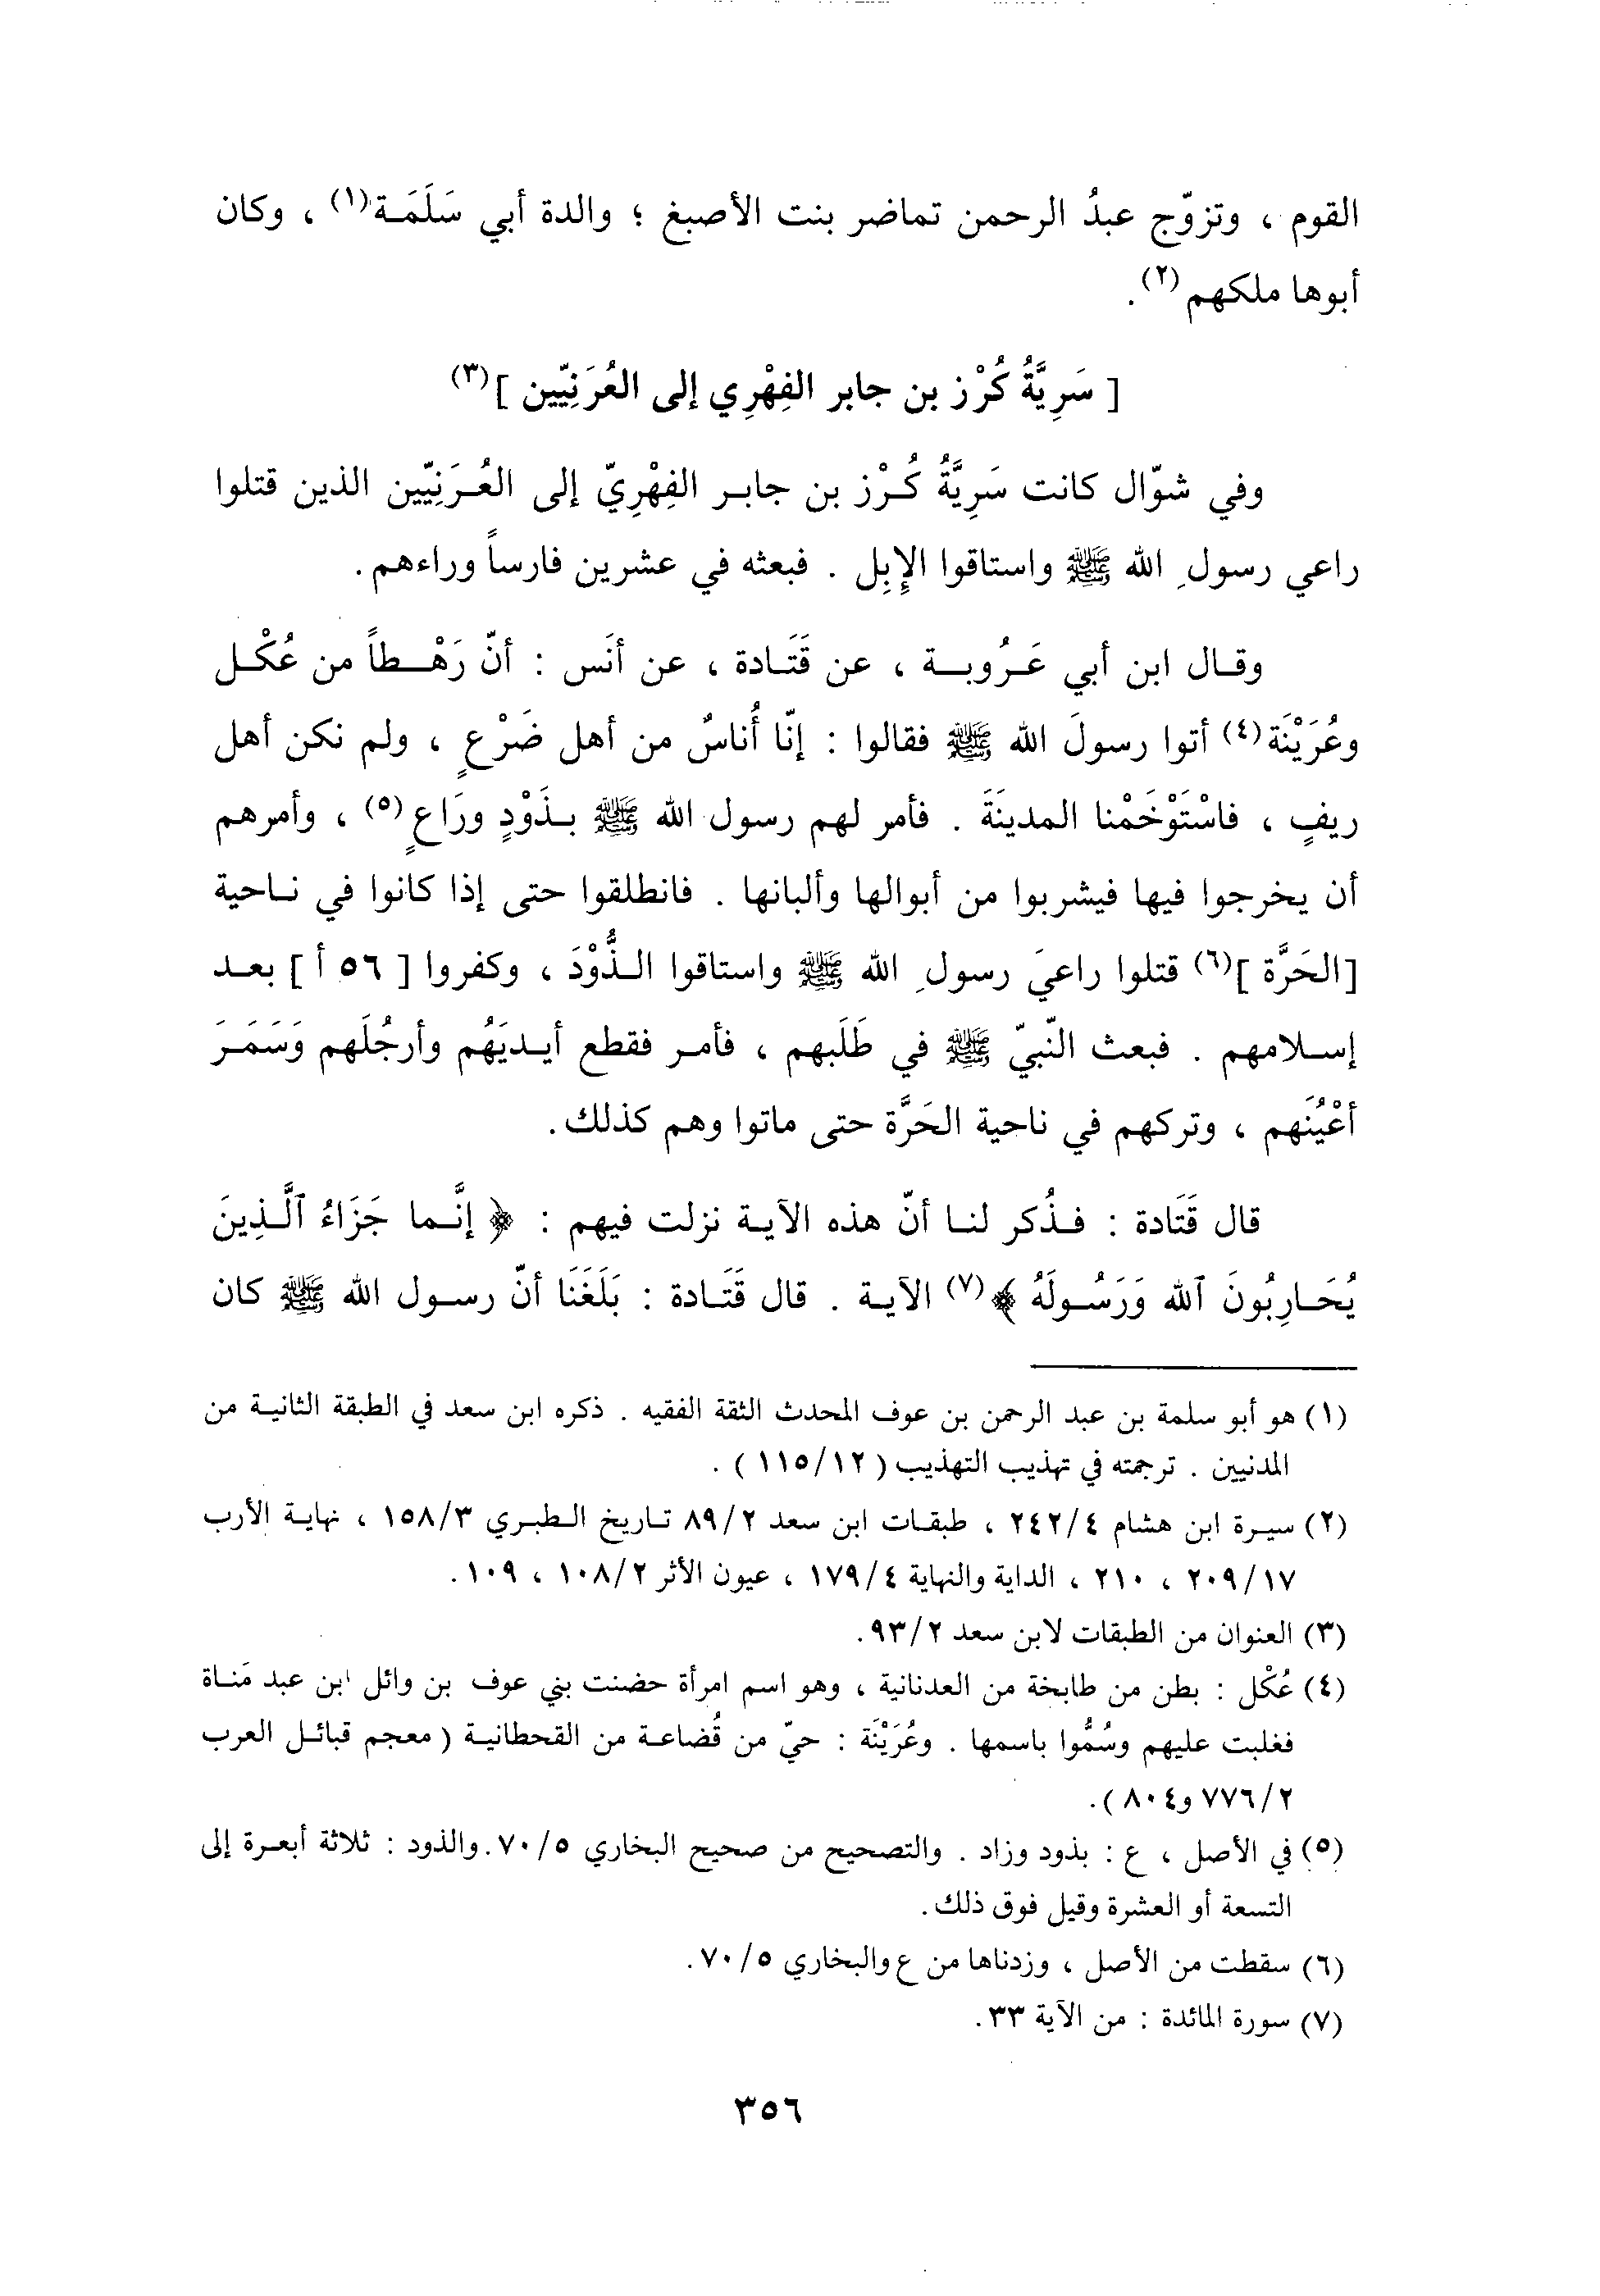 القوم ، وتزوّج عبدُ الرحمن تماضر بنت الأصبغ ؛ والدة أبي سَلَمَـة(١) ، وكان
أبوها ملكهم(٢).
[ سَرِيَّةُ كُرْز بن جابر الفِهْرِي إلى العُرَنِيّين ](٣)
وفي شوّال كانت سَرِيَّةُ كُـرْز بن جابـر الفِهْرِيّ إلى العُـرَنِيّين الذين قتلوا
راعي رسولِ الله ﷺ واستاقوا الإِبِل . فبعثه في عشرين فارساً وراءهم.
وقـال ابن أبي عَـرُوبـة ، عن قَتَـادة ، عن أنَس : أنّ رَهْـطاً من عُكْـل
وعُرَيْنَة(٤) أتوا رسولَ الله ﷺ فقالوا : إنّا أُناسٌ من أهل ضَرْعٍ ، ولم نكن أهل
ريفٍ ، فاسْتَوْخَمْنا المدينَةَ . فأمر لهم رسول الله ﷺ بـذَوْدٍ ورَاعٍ(٥) ، وأمرهم
أن يخرجوا فيها فيشربوا من أبوالها وألبانها . فانطلقوا حتى إذا كانوا في نـاحية
[الحَرَّة ](٦) قتلوا راعيَ رسولِ الله ﷺ واستاقوا الـذُّوْدَ ، وكفروا [ ٥٦ أ ] بعـد
إسـلامهم . فبعث النّبيّ ﷺ في طَلَبهم ، فأمـر فقطع أيـديَهُم وأرجُلَهم وَسَمَـرَ
أعْيُنَهم ، وتركهم في ناحية الحَرَّة حتى ماتوا وهم كذلك.
قال قَتَادة : فـذُكر لنـا أنّ هذه الآيـة نزلت فيهم : ﴿ إنَّـما جَزَاءُ ٱلَّـذِينَ
يُحَـارِبُونَ ٱلله وَرَسُـولَهُ ﴾(٧) الآيـة . قال قَتَـادة : بَلَغَنَا أنّ رسـول الله ﷺ كان
(١) هو أبو سلمة بن عبد الرحمن بن عوف المحدث الثقة الفقيه . ذكره ابن سعد في الطبقة الثانيـة من
المدنيين . ترجمته في تهذيب التهذيب ( ١١٥/١٢ ) .
(٢) سيـرة ابن هشام ٢٤٢/٤ ، طبقـات ابن سعد ٨٩/٢ تـاريخ الـطبـري ١٥٨/٣ ، نهايـة الأرب
٢٠٩/١٧ ، ٢١٠ ، الداية والنهاية ١٧٩/٤ ، عيون الأثر ١٠٨/٢ ، ١٠٩.
(٣) العنوان من الطبقات لابن سعد ٩٣/٢.
(٤) عُكْل : بطن من طابخة من العدنانية ، وهو اسم امرأة حضنت بني عوف بن وائل ابن عبد مَنـاة
فغلبت عليهم وسُمُّوا باسمها . وعُرَيْنَة : حيّ من قُضاعـة من القحطانيـة ( معجم قبائـل العرب
٧٧٦/٢ و٨٠٤ ).
(٥) في الأصل ، ع : بذود وزاد . والتصحيح من صحيح البخاري ٧٠/٥. والذود : ثلاثة أبعـرة إلى
التسعة أو العشرة وقيل فوق ذلك.
(٦) سقطت من الأصل ، وزدناها من ع والبخاري ٧٠/٥.
(٧) سورة المائدة : من الآية ٣٣.
٣٥٦